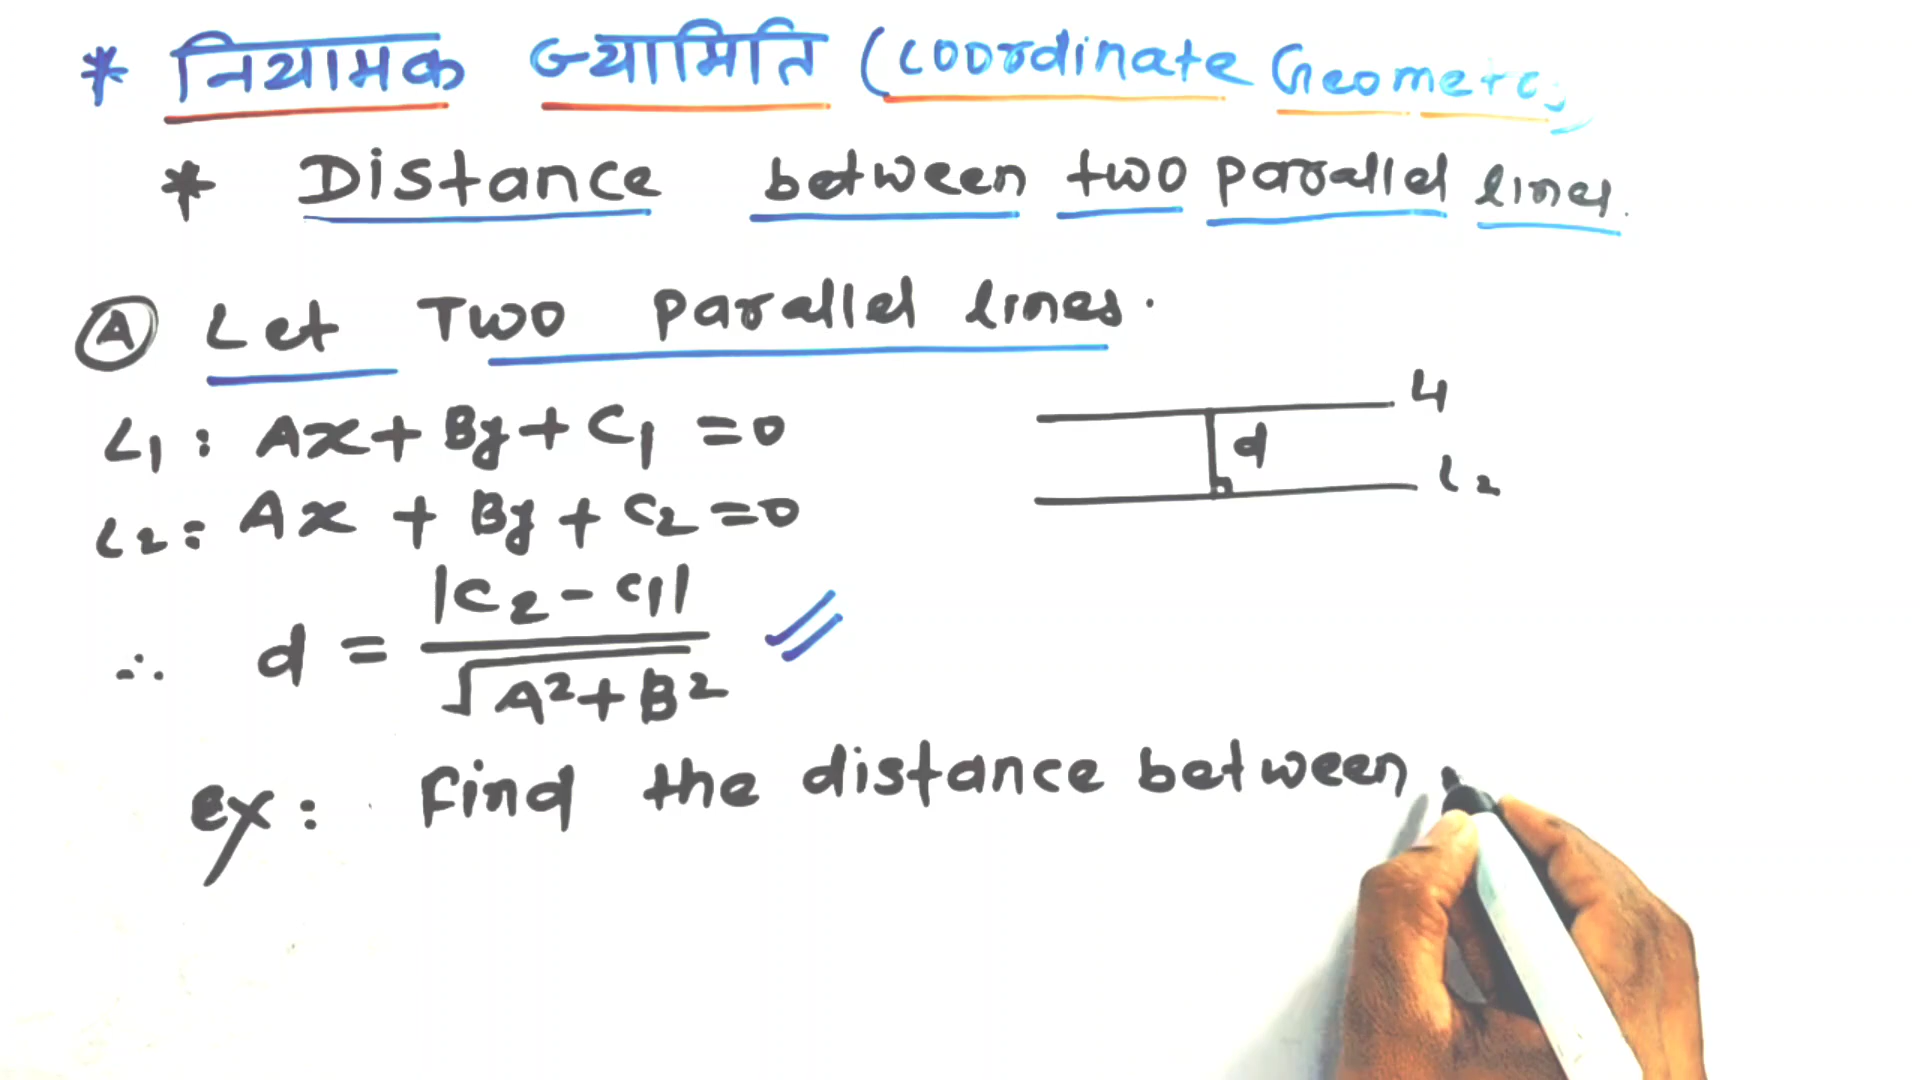 * नियामक ज्यामिति (Coordinate Geometry
* Distance between two parallel lines.
(A) Let Two parallel lines.
L1 : Ax + By + C1 = 0
L1
d
L2 : Ax + By + C2 = 0
L2
∴ d = |C2 - C1| / √A²+B²
ex : Find the distance between